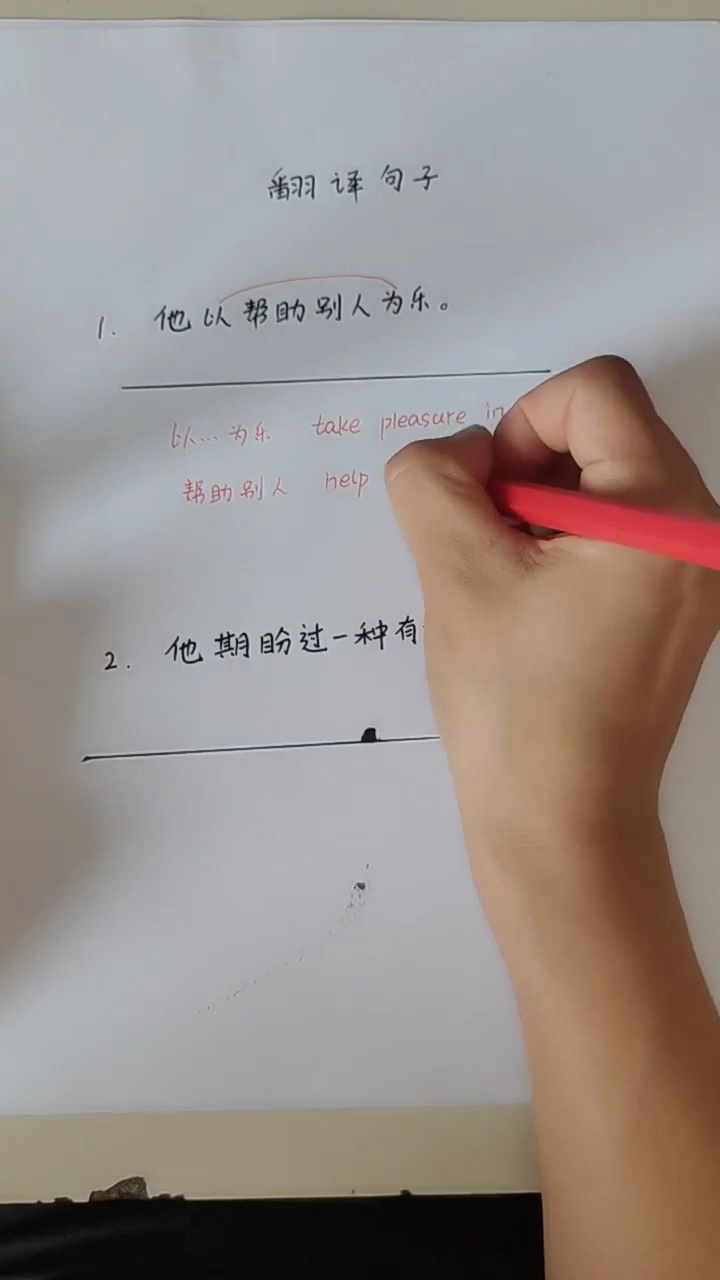 翻译句子
1. 他以帮助别人为乐。
以…为乐 take pleasure in
帮助别人 help
2. 他期盼过一种有